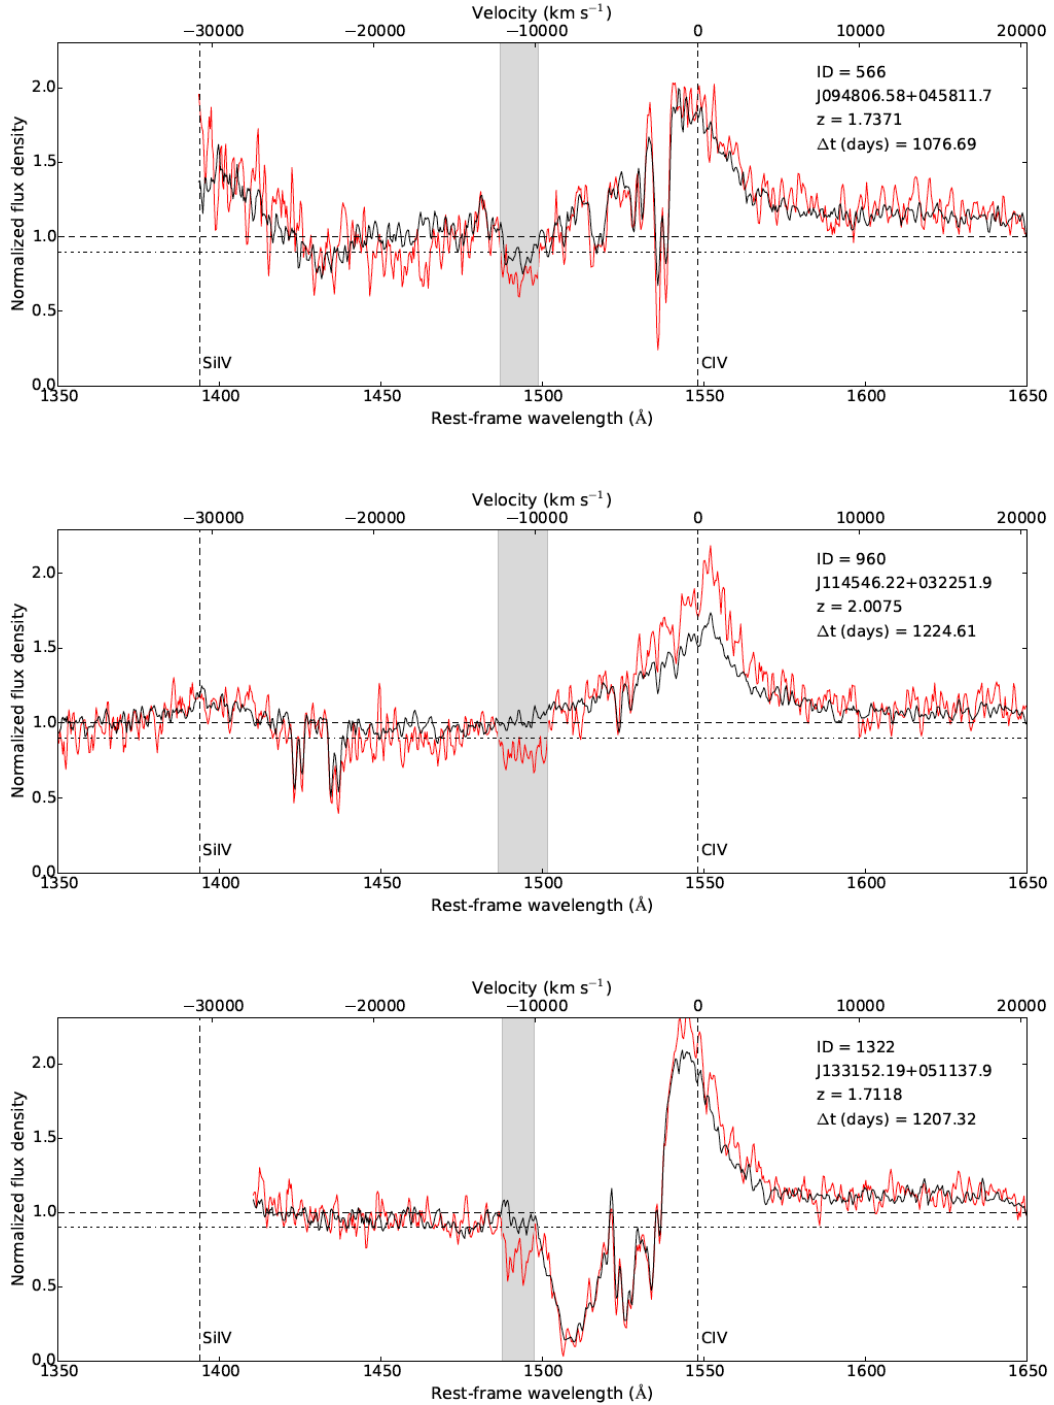 Velocity (km s⁻¹)
−30000 −20000 −10000 0 10000 20000
2.0
1.5
1.0
0.5
0.0
Normalized flux density
ID = 566
J094806.58+045811.7
z = 1.7371
Δt (days) = 1076.69
SiIV CIV
1350 1400 1450 1500 1550 1600 1650
Rest-frame wavelength (Å)
Velocity (km s⁻¹)
−30000 −20000 −10000 0 10000 20000
2.0
1.5
1.0
0.5
0.0
Normalized flux density
ID = 960
J114546.22+032251.9
z = 2.0075
Δt (days) = 1224.61
SiIV CIV
1350 1400 1450 1500 1550 1600 1650
Rest-frame wavelength (Å)
Velocity (km s⁻¹)
−30000 −20000 −10000 0 10000 20000
2.0
1.5
1.0
0.5
0.0
Normalized flux density
ID = 1322
J133152.19+051137.9
z = 1.7118
Δt (days) = 1207.32
SiIV CIV
1350 1400 1450 1500 1550 1600 1650
Rest-frame wavelength (Å)